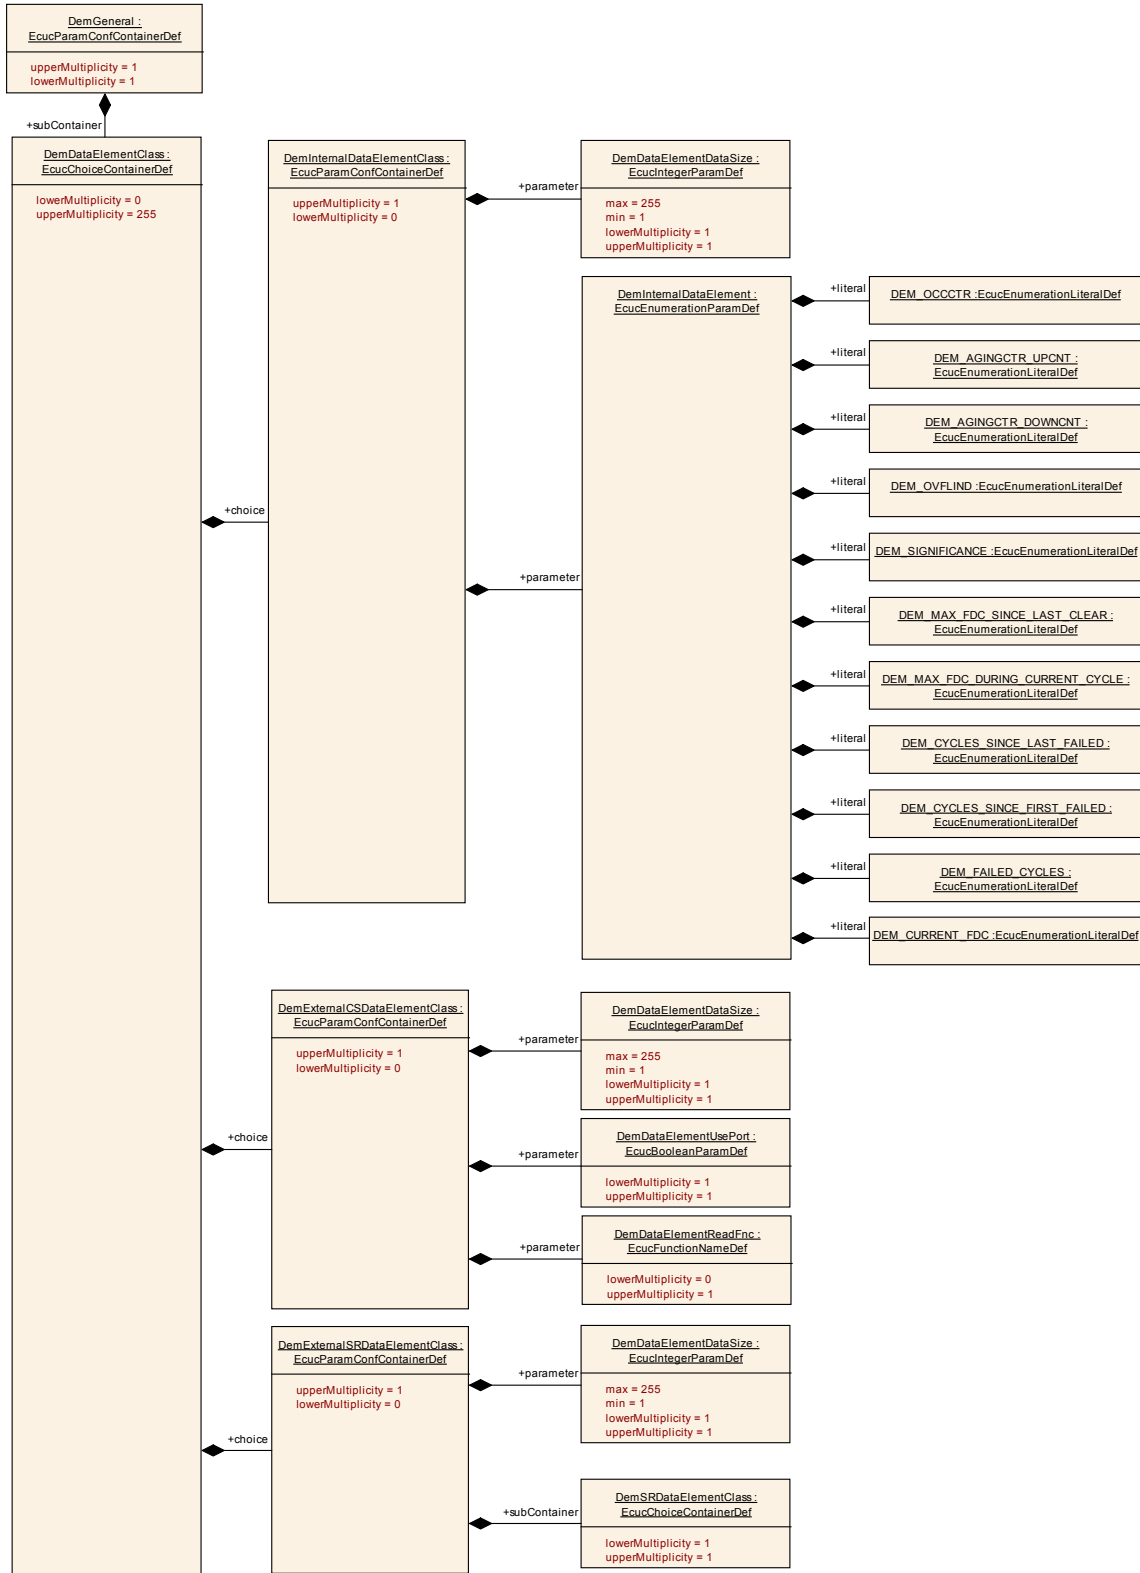 DemGeneral :
EcucParamConfContainerDef
upperMultiplicity = 1
lowerMultiplicity = 1
+subContainer
DemDataElementClass :
EcucChoiceContainerDef
lowerMultiplicity = 0
upperMultiplicity = 255
+choice
DemInternalDataElementClass :
EcucParamConfContainerDef
upperMultiplicity = 1
lowerMultiplicity = 0
+parameter
DemDataElementDataSize :
EcucIntegerParamDef
max = 255
min = 1
lowerMultiplicity = 1
upperMultiplicity = 1
+parameter
DemInternalDataElement :
EcucEnumerationParamDef
+literal
DEM_OCCCTR :EcucEnumerationLiteralDef
+literal
DEM_AGINGCTR_UPCNT :
EcucEnumerationLiteralDef
+literal
DEM_AGINGCTR_DOWNCNT :
EcucEnumerationLiteralDef
+literal
DEM_OVFLIND :EcucEnumerationLiteralDef
+literal
DEM_SIGNIFICANCE :EcucEnumerationLiteralDef
+literal
DEM_MAX_FDC_SINCE_LAST_CLEAR :
EcucEnumerationLiteralDef
+literal
DEM_MAX_FDC_DURING_CURRENT_CYCLE :
EcucEnumerationLiteralDef
+literal
DEM_CYCLES_SINCE_LAST_FAILED :
EcucEnumerationLiteralDef
+literal
DEM_CYCLES_SINCE_FIRST_FAILED :
EcucEnumerationLiteralDef
+literal
DEM_FAILED_CYCLES :
EcucEnumerationLiteralDef
+literal
DEM_CURRENT_FDC :EcucEnumerationLiteralDef
+choice
DemExternalCSDataElementClass :
EcucParamConfContainerDef
upperMultiplicity = 1
lowerMultiplicity = 0
+parameter
DemDataElementDataSize :
EcucIntegerParamDef
max = 255
min = 1
lowerMultiplicity = 1
upperMultiplicity = 1
+parameter
DemDataElementUsePort :
EcucBooleanParamDef
lowerMultiplicity = 1
upperMultiplicity = 1
+parameter
DemDataElementReadFnc :
EcucFunctionNameDef
lowerMultiplicity = 0
upperMultiplicity = 1
+choice
DemExternalSRDataElementClass :
EcucParamConfContainerDef
upperMultiplicity = 1
lowerMultiplicity = 0
+parameter
DemDataElementDataSize :
EcucIntegerParamDef
max = 255
min = 1
lowerMultiplicity = 1
upperMultiplicity = 1
+subContainer
DemSRDataElementClass :
EcucChoiceContainerDef
lowerMultiplicity = 1
upperMultiplicity = 1